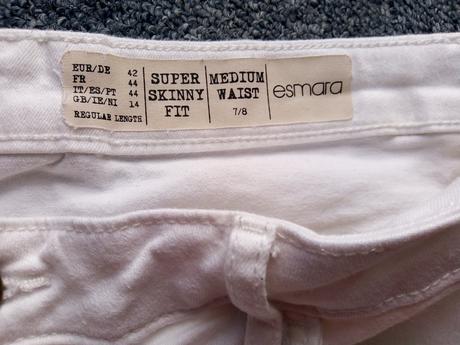 EUR/DE 42
FR 44
IT/ES/PT 44
GB/IE/NI 14
REGULAR LENGTH
SUPER
SKINNY
FIT
MEDIUM
WAIST
7/8
esmara